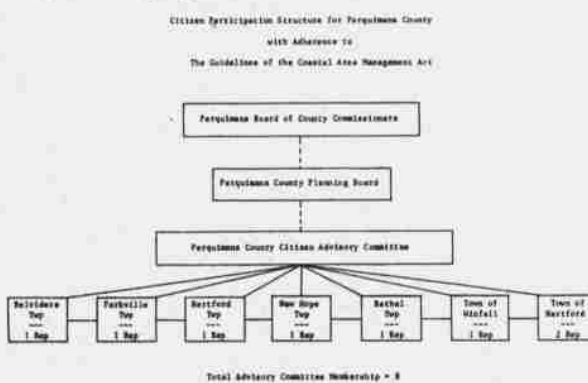 Citizen Participation Structure for Perquimans County
with Adherence to
The Guidelines of the Coastal Area Management Act
Perquimans Board of County Commissioners
Perquimans County Planning Board
Perquimans County Citizen Advisory Committee
Belvidere
Twp
---
1 Rep
Parkville
Twp
---
1 Rep
Hertford
Twp
---
1 Rep
New Hope
Twp
---
1 Rep
Bethal
Twp
---
1 Rep
Town of
Winfall
---
1 Rep
Town of
Hertford
---
2 Rep
Total Advisory Committee Membership = 8